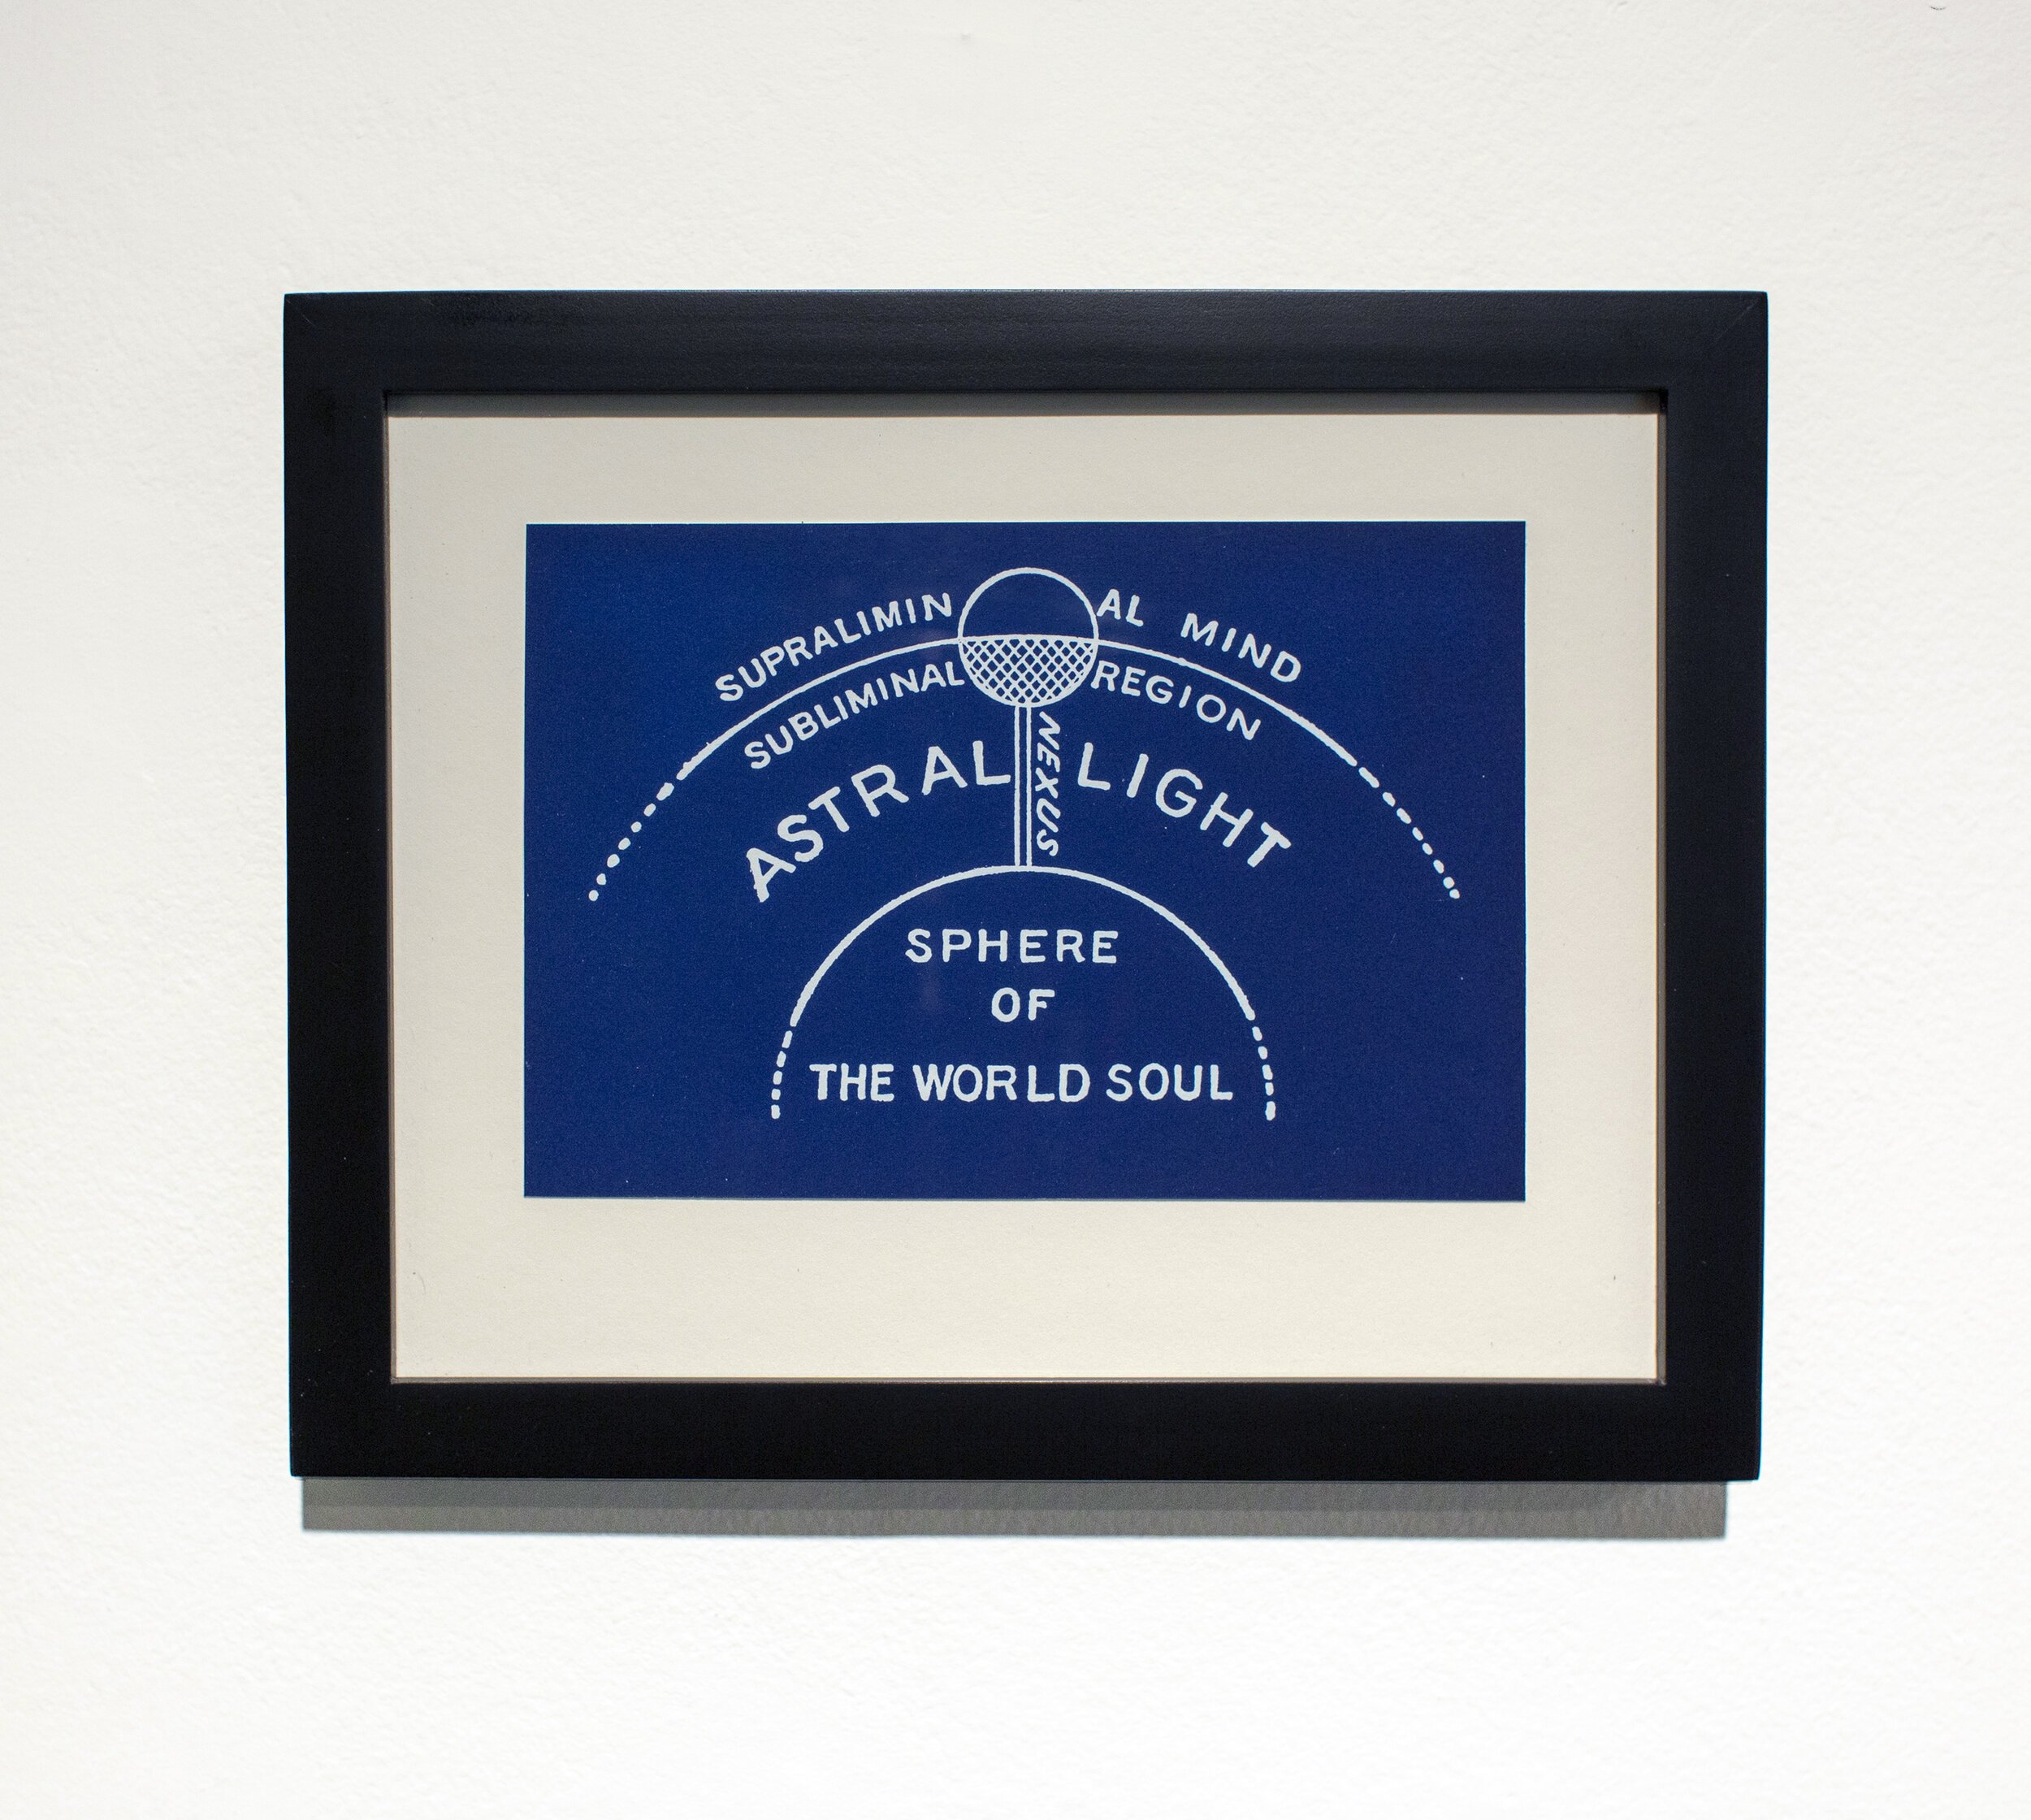 SUPRALIMIN AL MIND
SUBLIMINAL REGION
ASTRAL LIGHT
NEXUS
SPHERE
OF
THE WORLD SOUL